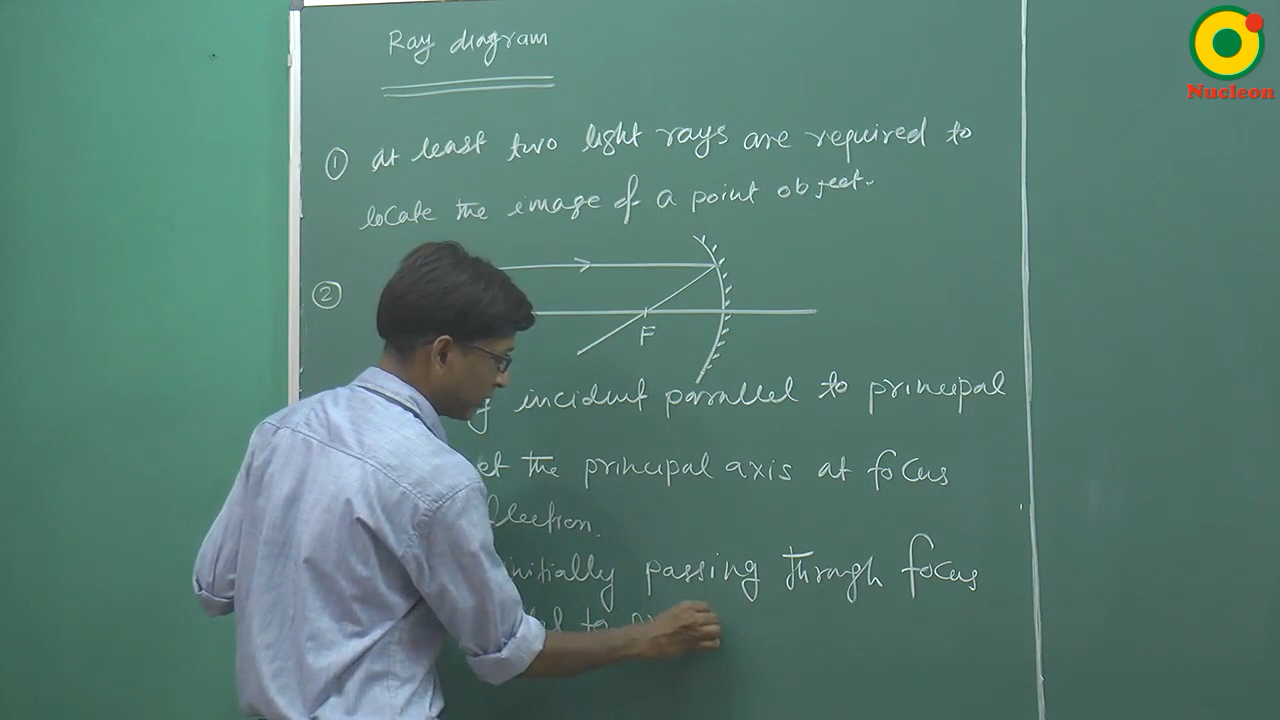 Ray diagram
Nucleon
① at least two light rays are required to
locate the image of a point object.
②
F
incident parallel to principal
the principal axis at focus
initially passing through focus
to